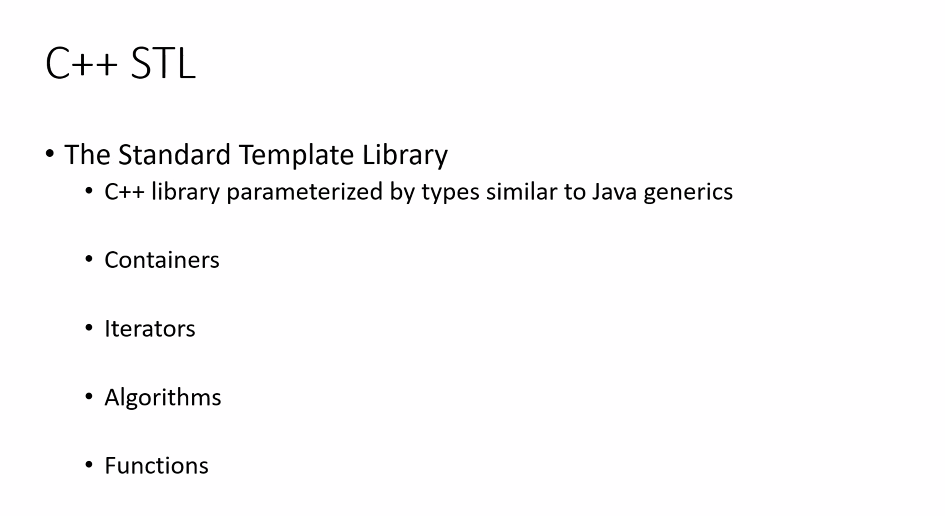 C++ STL
• The Standard Template Library
• C++ library parameterized by types similar to Java generics
• Containers
• Iterators
• Algorithms
• Functions